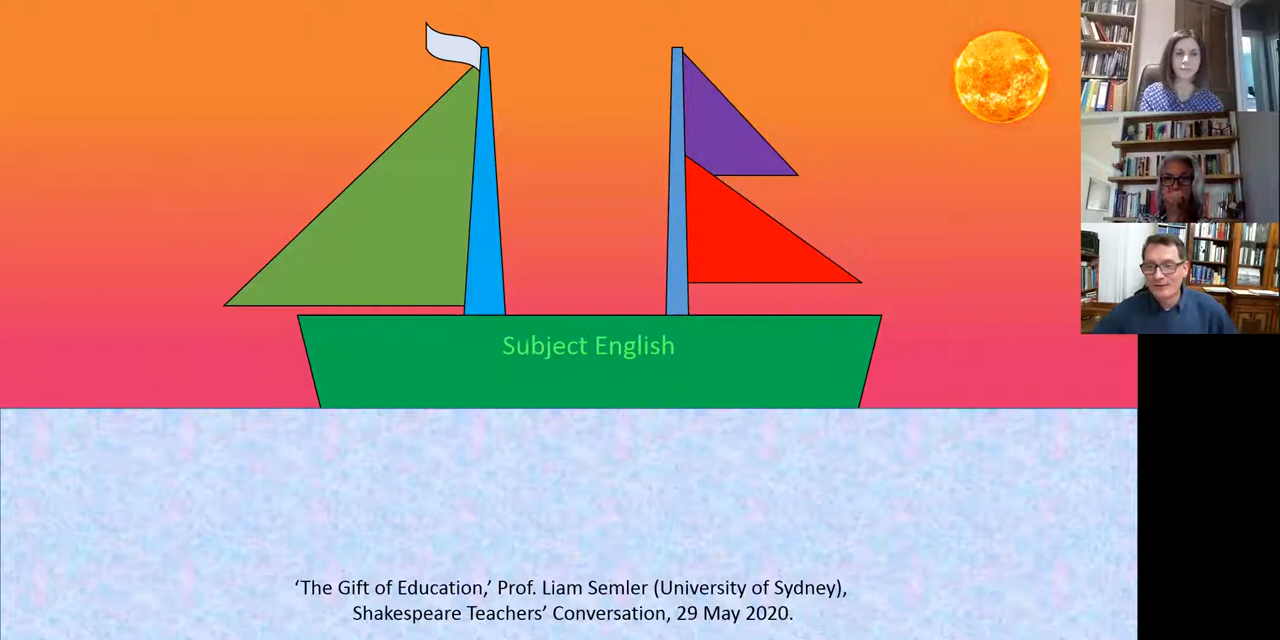 Subject English
‘The Gift of Education,’ Prof. Liam Semler (University of Sydney),
Shakespeare Teachers’ Conversation, 29 May 2020.